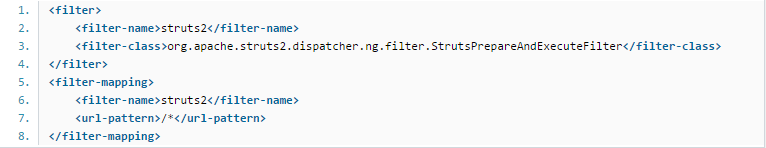 1. <filter>
2. <filter-name>struts2</filter-name>
3. <filter-class>org.apache.struts2.dispatcher.ng.filter.StrutsPrepareAndExecuteFilter</filter-class>
4. </filter>
5. <filter-mapping>
6. <filter-name>struts2</filter-name>
7. <url-pattern>/*</url-pattern>
8. </filter-mapping>